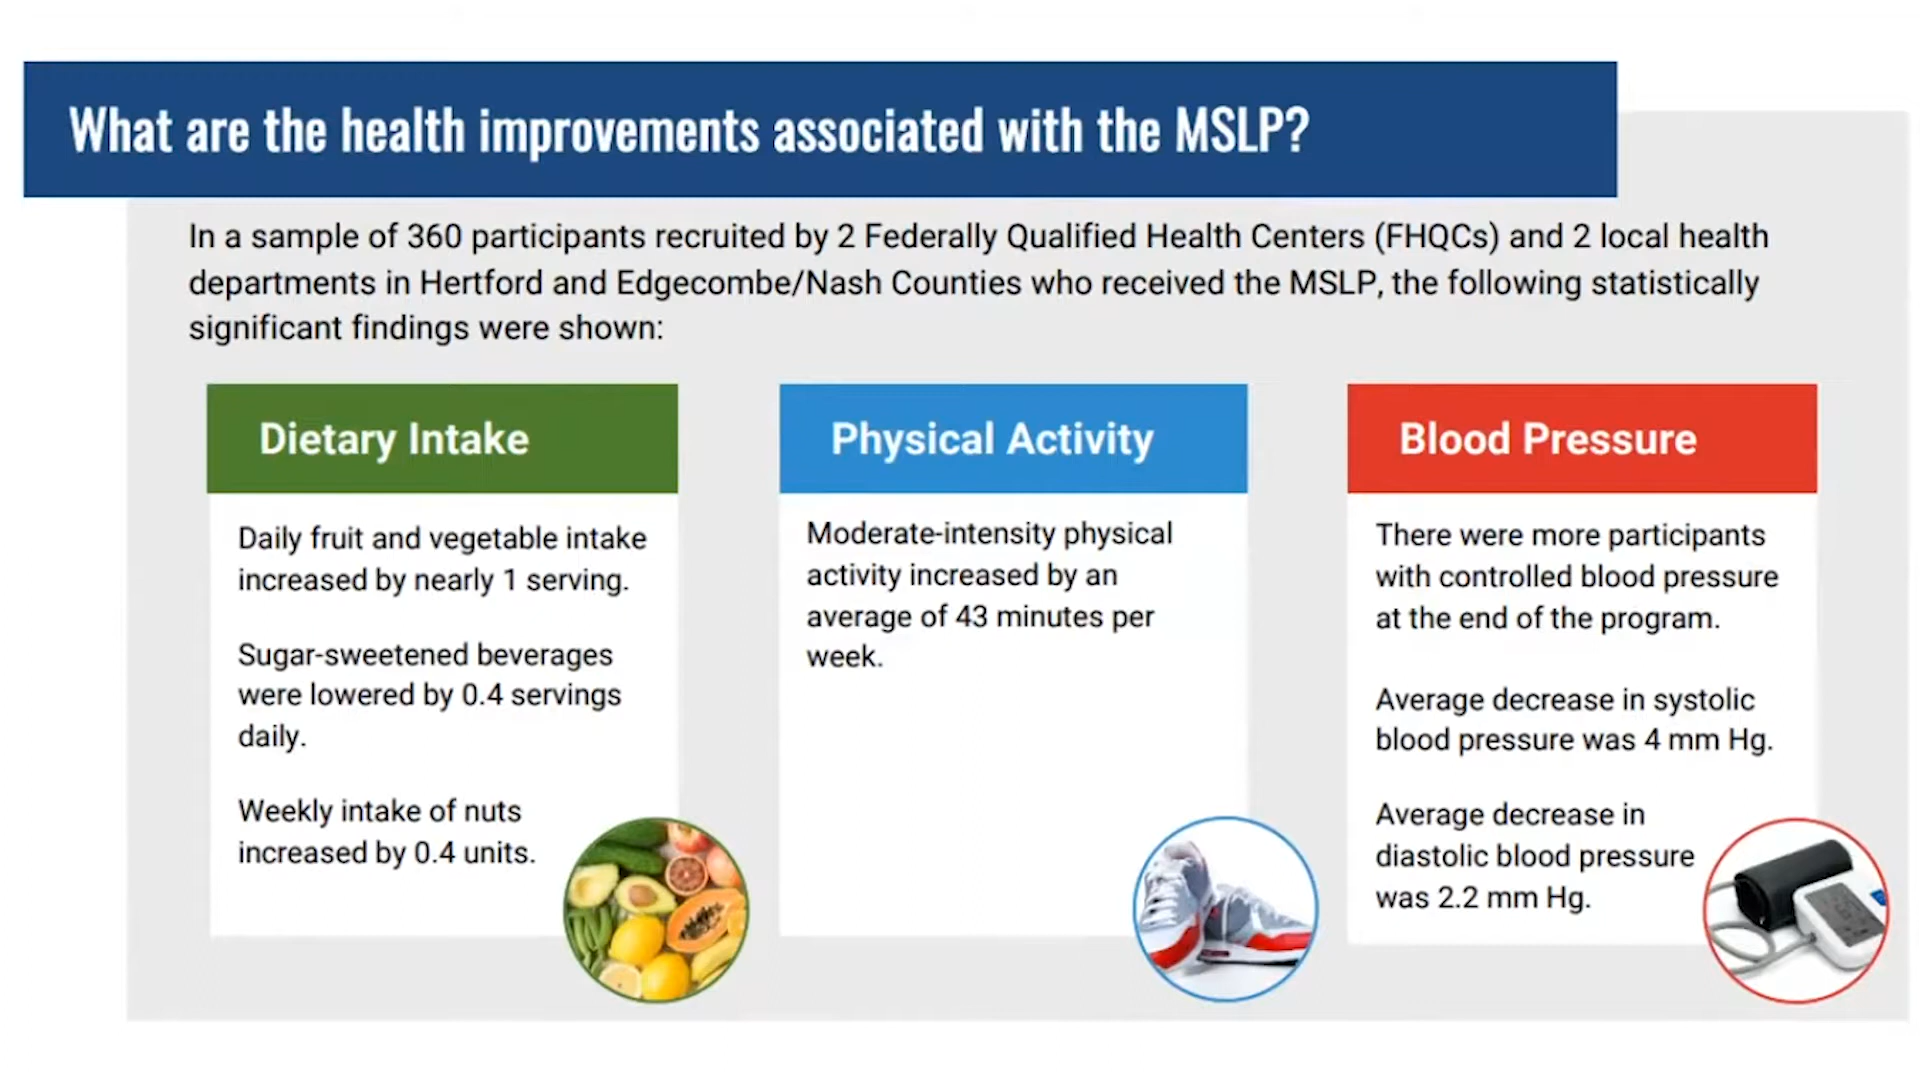 What are the health improvements associated with the MSLP?
In a sample of 360 participants recruited by 2 Federally Qualified Health Centers (FHQCs) and 2 local health
departments in Hertford and Edgecombe/Nash Counties who received the MSLP, the following statistically
significant findings were shown:
Dietary Intake
Daily fruit and vegetable intake
increased by nearly 1 serving.
Sugar-sweetened beverages
were lowered by 0.4 servings
daily.
Weekly intake of nuts
increased by 0.4 units.
Physical Activity
Moderate-intensity physical
activity increased by an
average of 43 minutes per
week.
Blood Pressure
There were more participants
with controlled blood pressure
at the end of the program.
Average decrease in systolic
blood pressure was 4 mm Hg.
Average decrease in
diastolic blood pressure
was 2.2 mm Hg.